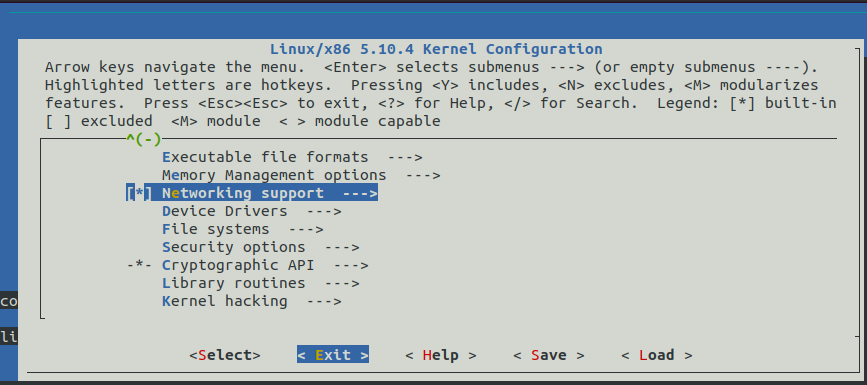 Linux/x86 5.10.4 Kernel Configuration
Arrow keys navigate the menu.  <Enter> selects submenus ---> (or empty submenus ----).
Highlighted letters are hotkeys.  Pressing <Y> includes, <N> excludes, <M> modularizes
features.  Press <Esc><Esc> to exit, <?> for Help, </> for Search.  Legend: [*] built-in
[ ] excluded  <M> module  < > module capable
^(-)
Executable file formats  --->
Memory Management options  --->
[*] Networking support  --->
Device Drivers  --->
File systems  --->
Security options  --->
-*- Cryptographic API  --->
Library routines  --->
Kernel hacking  --->
co
li
<Select>    < Exit >    < Help >    < Save >    < Load >